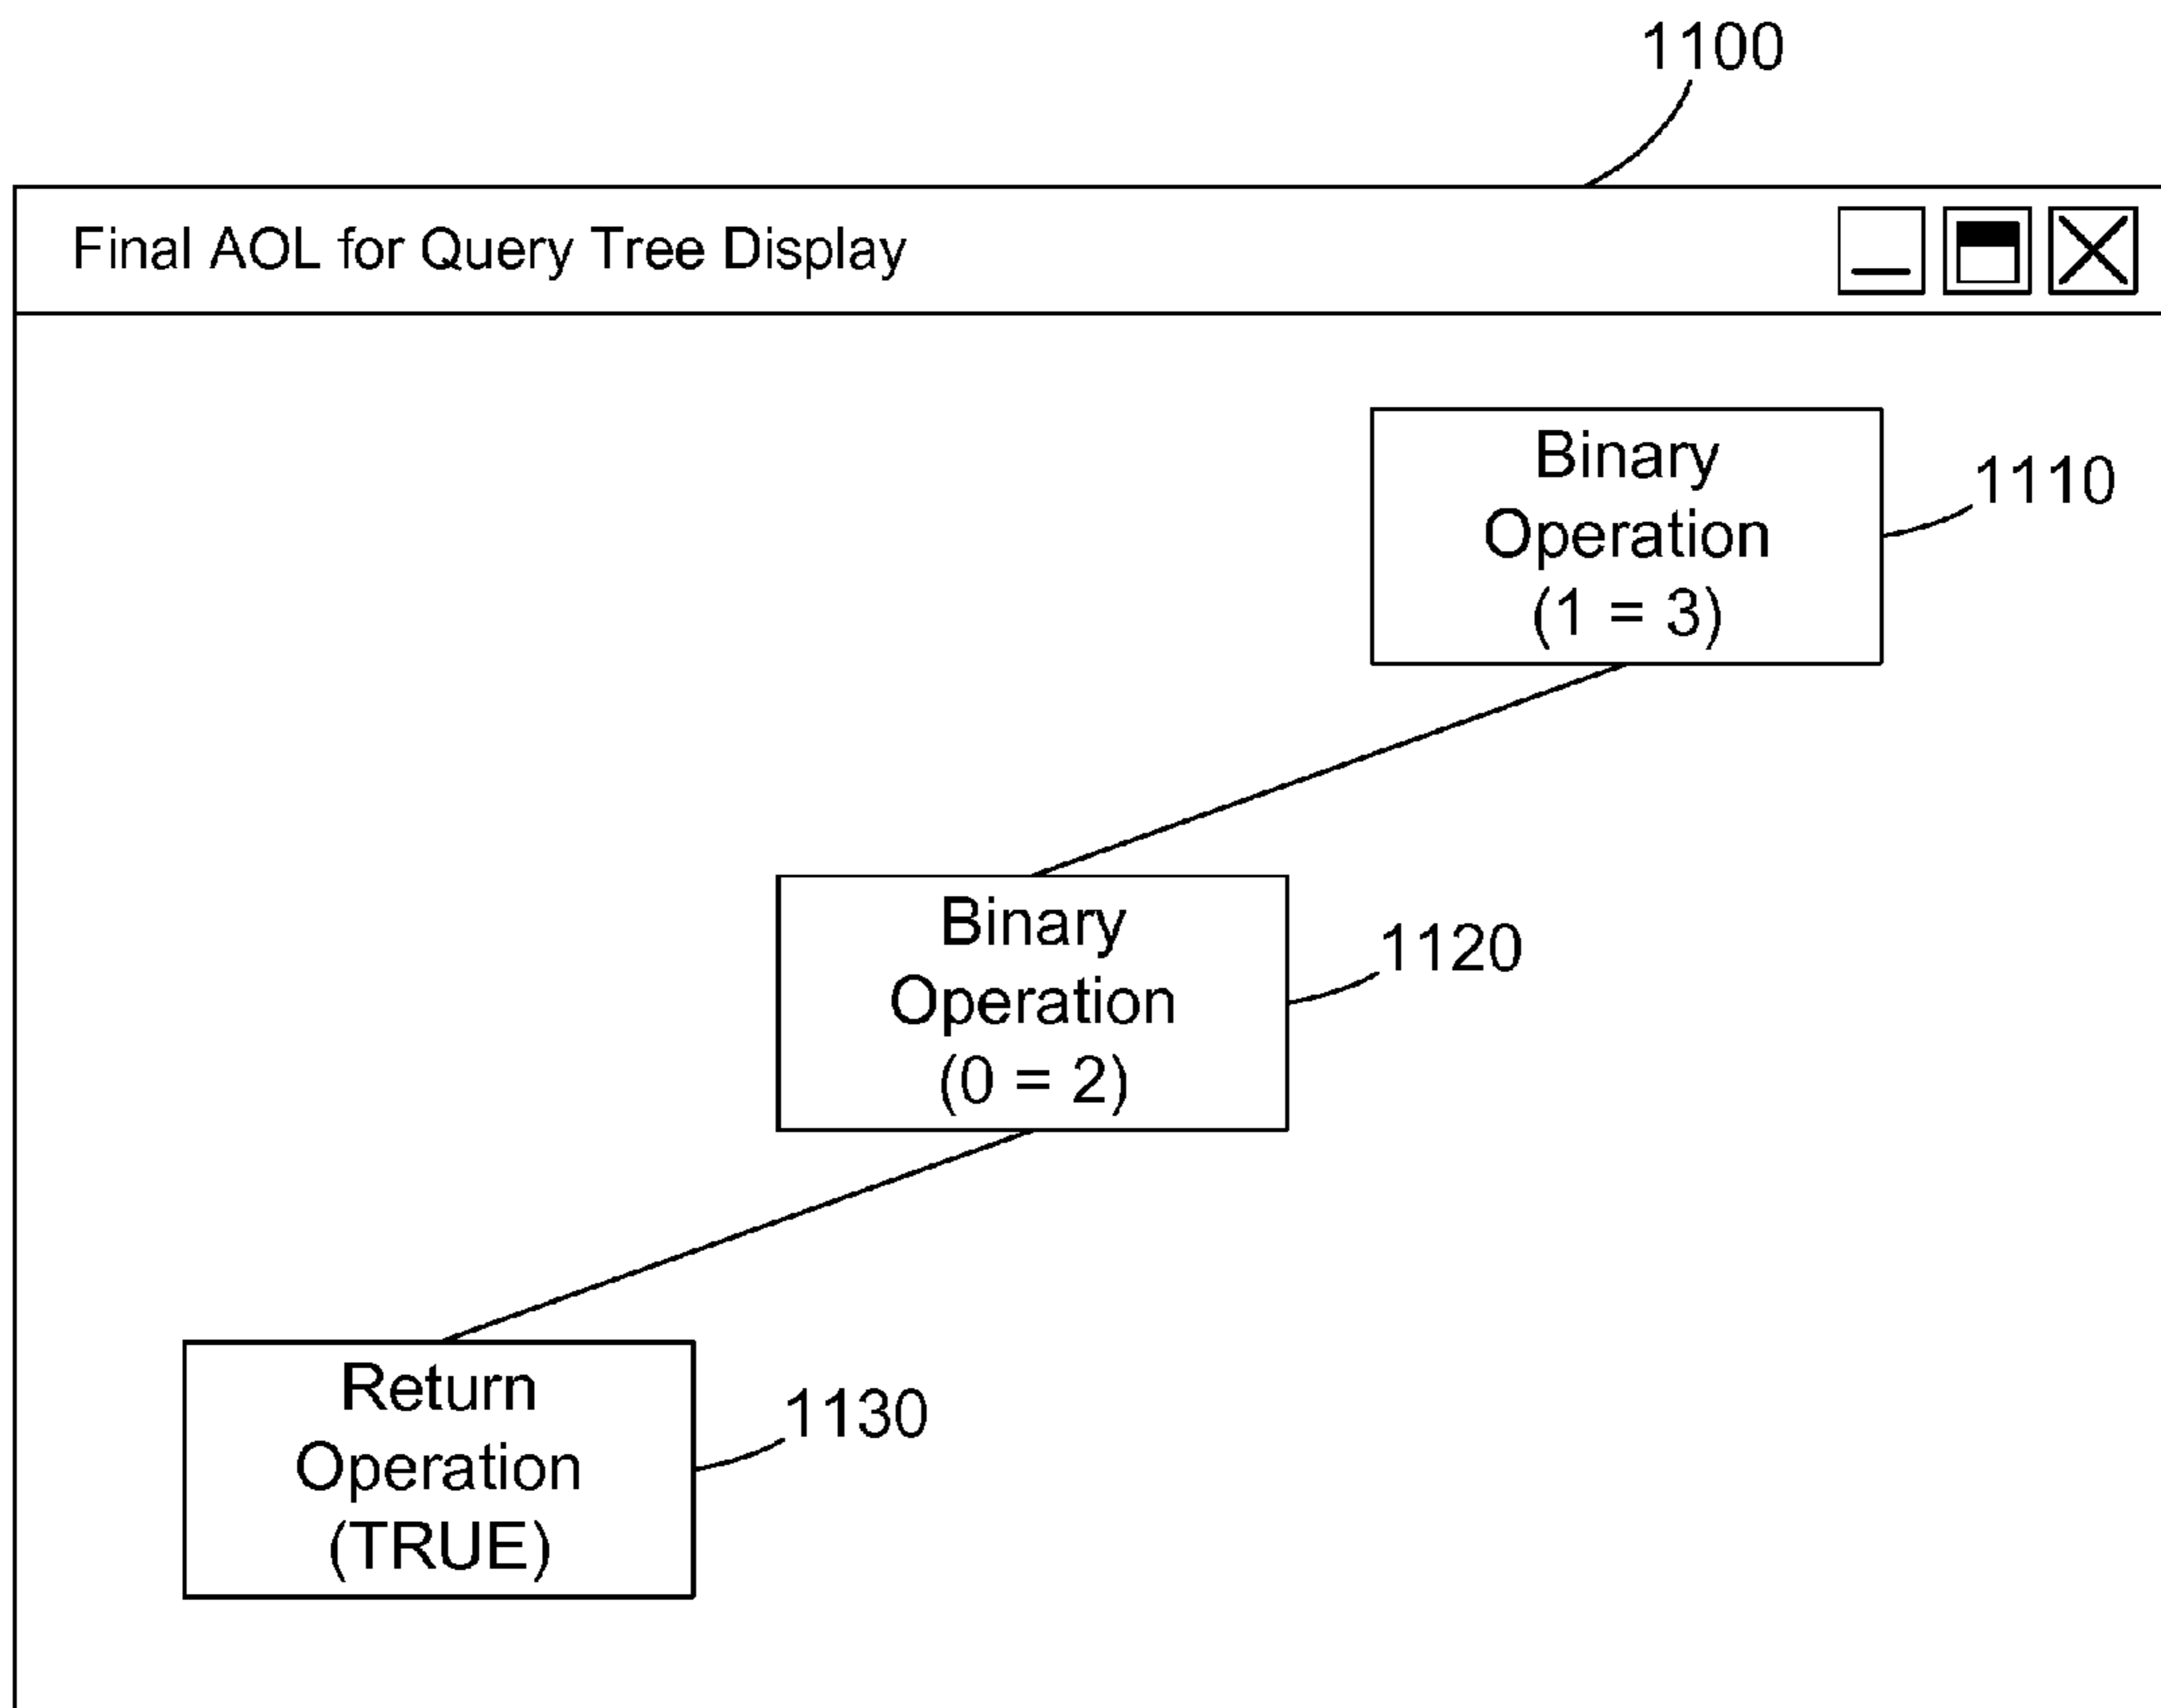 1100
Final AOL for Query Tree Display
Binary
Operation
(1 = 3)
1110
Binary
Operation
(0 = 2)
1120
Return
Operation
(TRUE)
1130